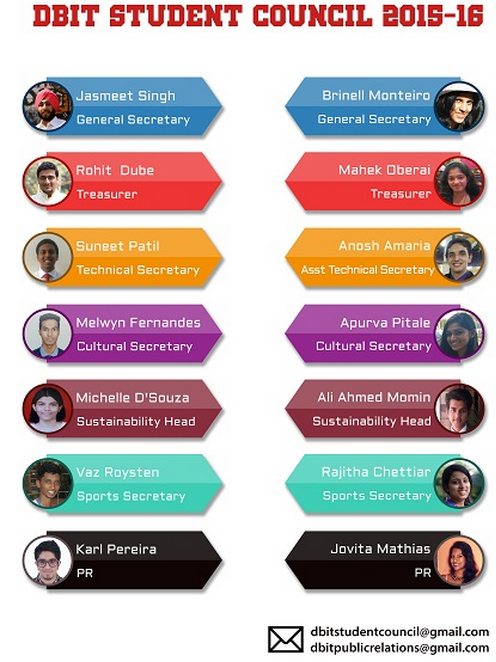 DBIT STUDENT COUNCIL 2015-16
Jasmeet Singh
General Secretary
Brinell Monteiro
General Secretary
Rohit Dube
Treasurer
Mahek Oberai
Treasurer
Suneet Patil
Technical Secretary
Anosh Amaria
Asst Technical Secretary
Melwyn Fernandes
Cultural Secretary
Apurva Pitale
Cultural Secretary
Michelle D'Souza
Sustainability Head
Ali Ahmed Momin
Sustainability Head
Vaz Roysten
Sports Secretary
Rajitha Chettiar
Sports Secretary
Karl Pereira
PR
Jovita Mathias
PR
dbitstudentcouncil@gmail.com
dbitpublicrelations@gmail.com